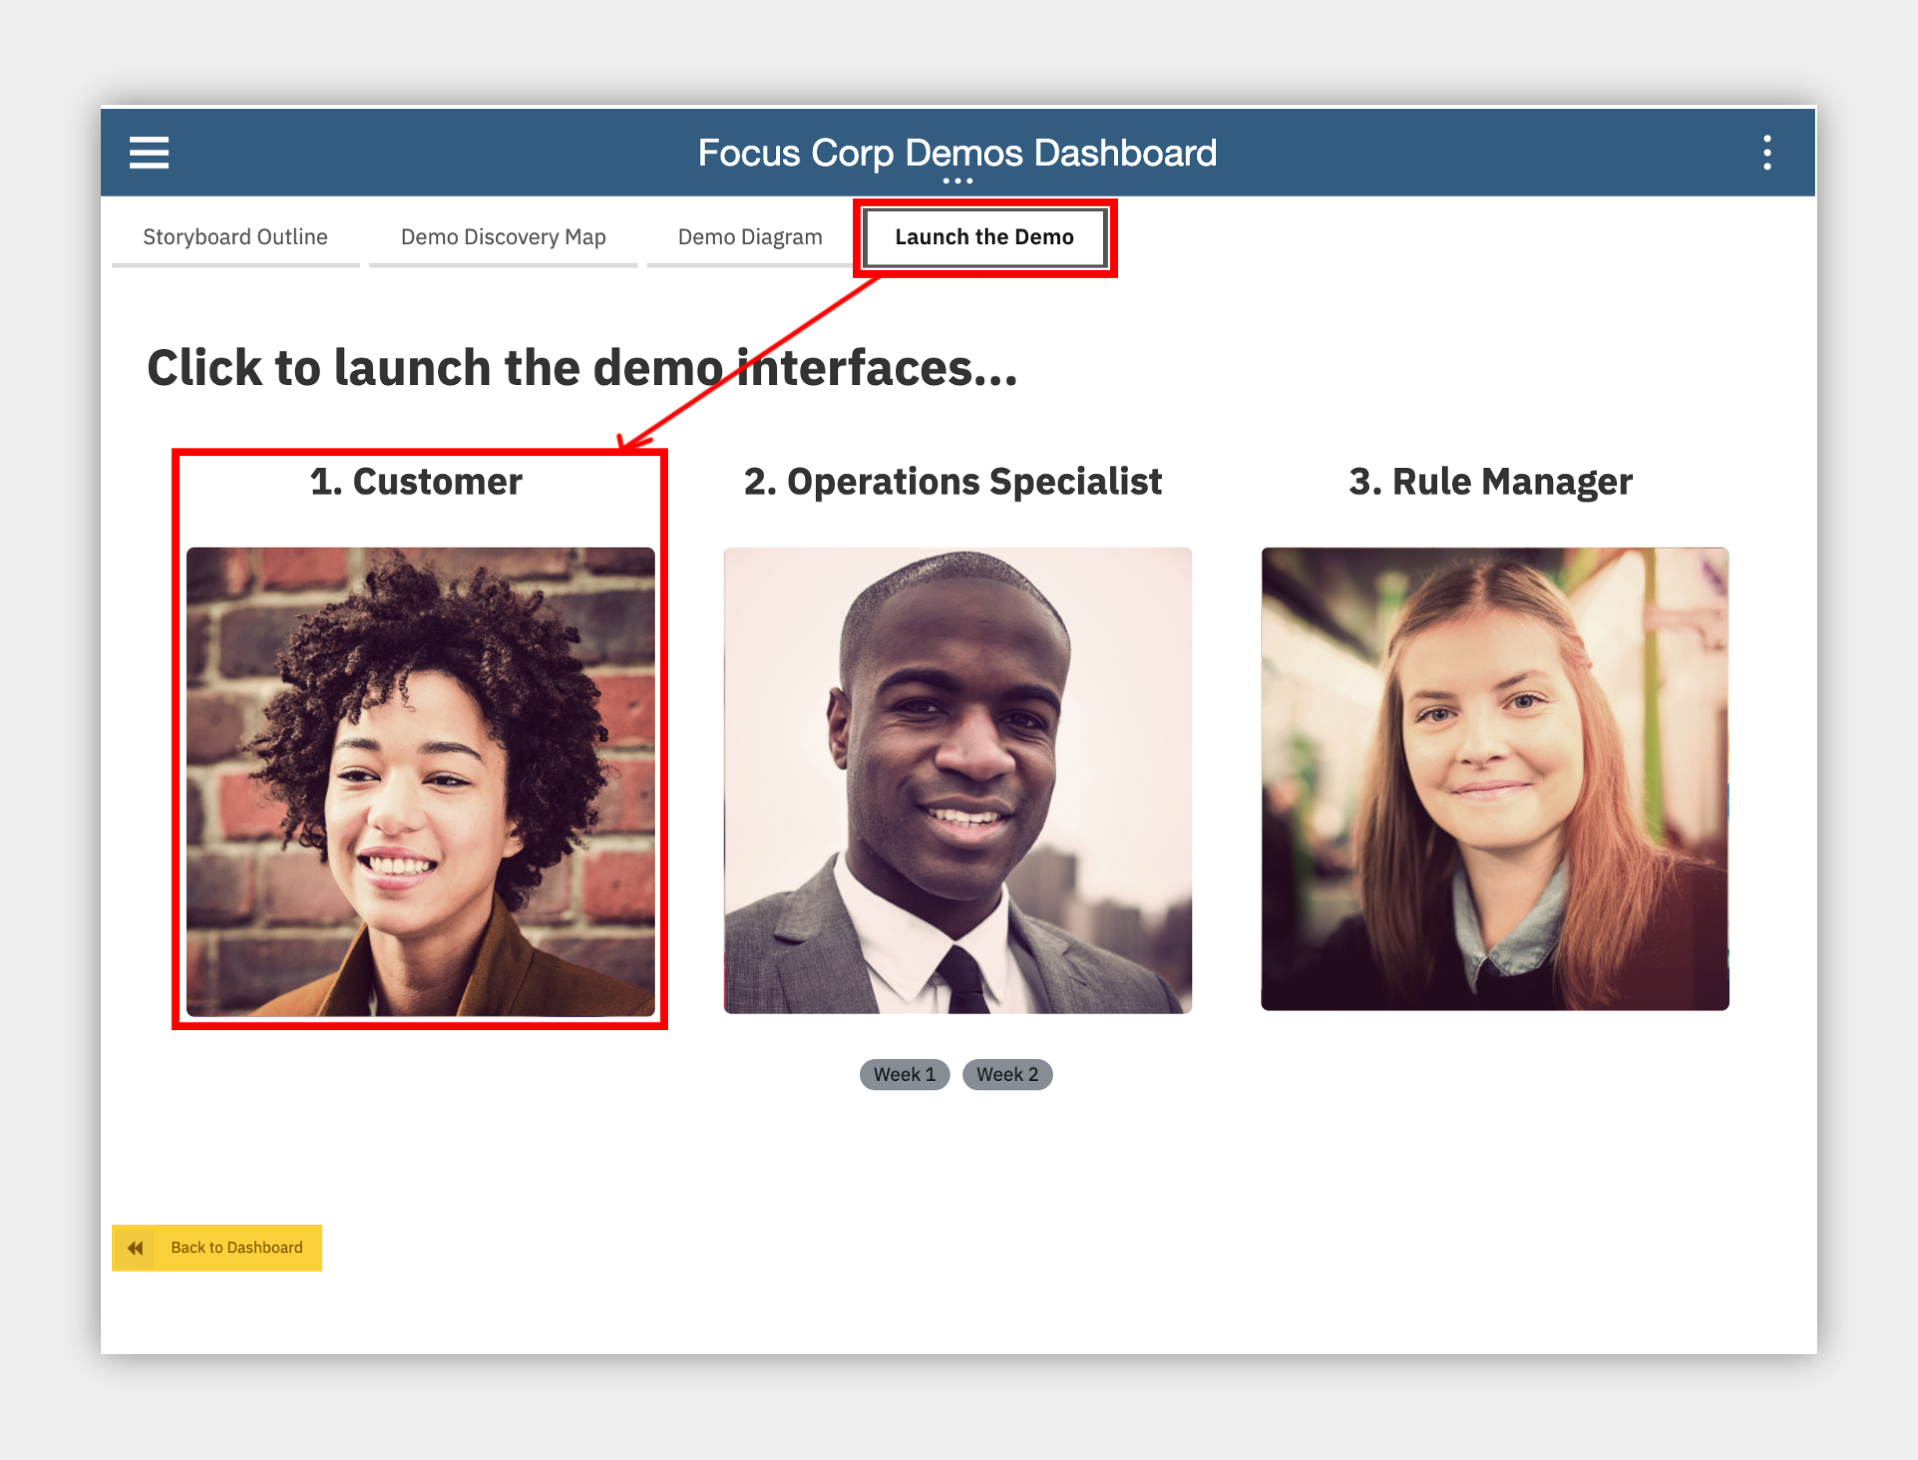 Focus Corp Demos Dashboard
Storyboard Outline
Demo Discovery Map
Demo Diagram
Launch the Demo
Click to launch the demo interfaces...
1. Customer
2. Operations Specialist
3. Rule Manager
Week 1
Week 2
Back to Dashboard